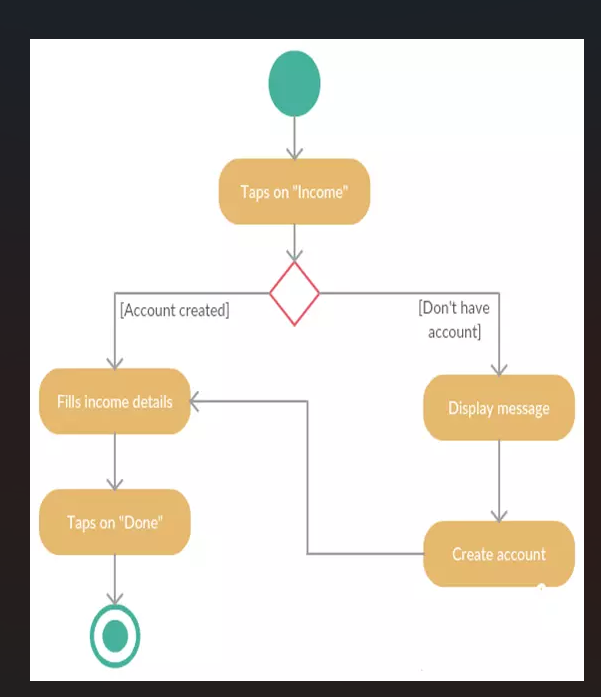 Taps on "Income"
[Account created]
[Don't have
account]
Fills income details
Display message
Taps on "Done"
Create account